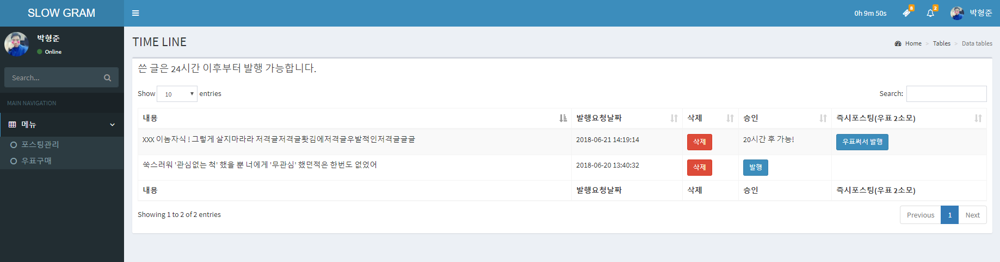 SLOW GRAM
0h 9m 50s
8
2
박형준
박형준
Online
Search...
MAIN NAVIGATION
메뉴
포스팅관리
우표구매
TIME LINE
Home > Tables > Data tables
쓴 글은 24시간 이후부터 발행 가능합니다.
Show 10 entries
Search:
내용 발행요청날짜 삭제 승인 즉시포스팅(우표 2소모)
XXX 이놈자식 ! 그렇게 살지마라라 저격글저격글홧김에저격글우발적인저격글글글 2018-06-21 14:19:14 삭제 20시간 후 가능! 우표써서 발행
쑥스러워 '관심없는 척' 했을 뿐 너에게 '무관심' 했던적은 한번도 없었어 2018-06-20 13:40:32 삭제 발행
내용 발행요청날짜 삭제 승인 즉시포스팅(우표 2소모)
Showing 1 to 2 of 2 entries
Previous 1 Next